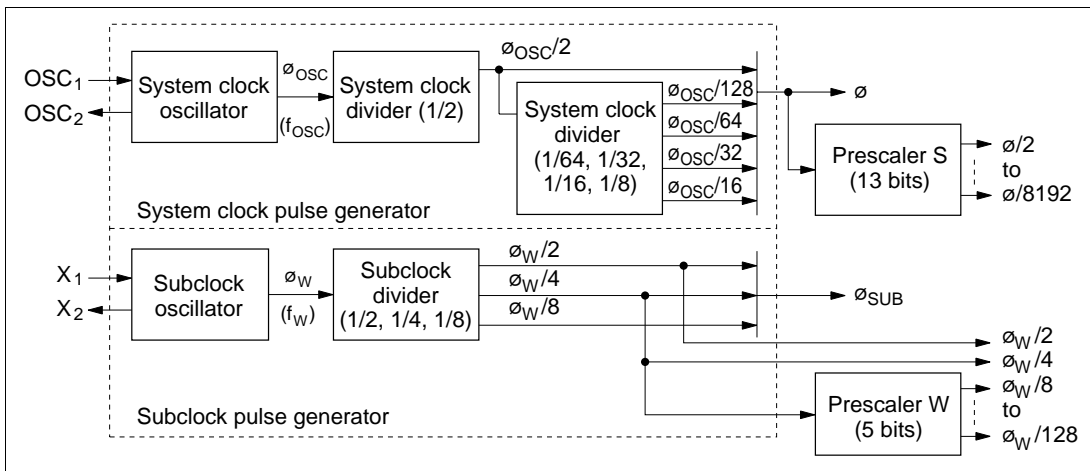 OSC1
OSC2
System clock
oscillator
øOSC
(fOSC)
System clock
divider (1/2)
øOSC/2
System clock
divider
(1/64, 1/32,
1/16, 1/8)
øOSC/128
øOSC/64
øOSC/32
øOSC/16
ø
Prescaler S
(13 bits)
ø/2
to
ø/8192
System clock pulse generator
X1
X2
Subclock
oscillator
øW
(fW)
Subclock
divider
(1/2, 1/4, 1/8)
øW/2
øW/4
øW/8
øSUB
øW/2
øW/4
Prescaler W
(5 bits)
øW/8
to
øW/128
Subclock pulse generator